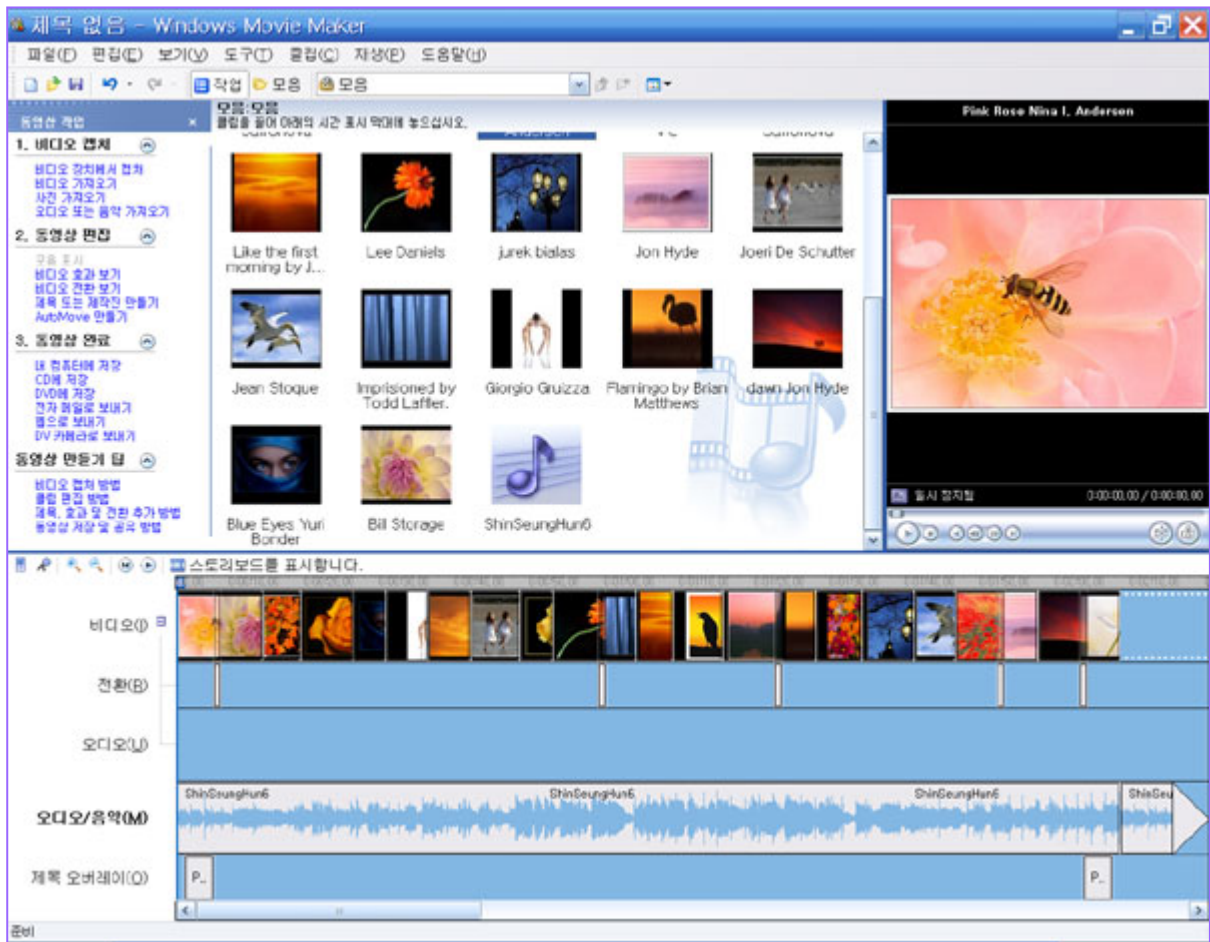 제목 없음 - Windows Movie Maker
파일(F) 편집(E) 보기(V) 도구(T) 클립(C) 재생(P) 도움말(H)
작업 모음 모음
동영상 작업
1. 비디오 캡처
비디오 장치에서 캡처
비디오 가져오기
사진 가져오기
오디오 또는 음악 가져오기
2. 동영상 편집
모음 표시
비디오 효과 보기
비디오 전환 보기
제목 또는 제작진 만들기
AutoMovie 만들기
3. 동영상 완료
내 컴퓨터에 저장
CD에 저장
DVD에 저장
전자 메일로 보내기
웹으로 보내기
DV 카메라로 보내기
동영상 만들기 팁
비디오 캡처 방법
클립 편집 방법
제목, 효과 및 전환 추가 방법
동영상 저장 및 공유 방법
모음: 모음
클립을 끌어 아래의 시간 표시 막대에 놓으십시오.
Safronova Andersen Safronova
Like the first morning by J...
Lee Daniels
jurek bialas
Jon Hyde
Joeri De Schutter
Jean Stoque
Imprisioned by Todd Laffler.
Giorgio Gruizza
Flamingo by Brian Matthews
dawn Jon Hyde
Blue Eyes Yuri Bonder
Bill Storage
ShinSeungHun6
Pink Rose Nina I. Andersen
일시 정지됨 0:00:00.00 / 0:00:80.00
스토리보드를 표시합니다.
비디오(I)
전환(R)
오디오(U)
오디오/음악(M)
ShinSeungHun6 ShinSeungHun6 ShinSeungHun6 ShinSeu
제목 오버레이(O)
P.. P..
준비